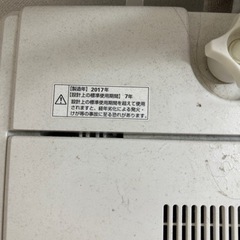 【製造年】2017年
【設計上の標準使用期間】 7年
設計上の標準使用期間を超えて使用
されますと、経年劣化による発火・
けが等の事故に至る恐れがあります。